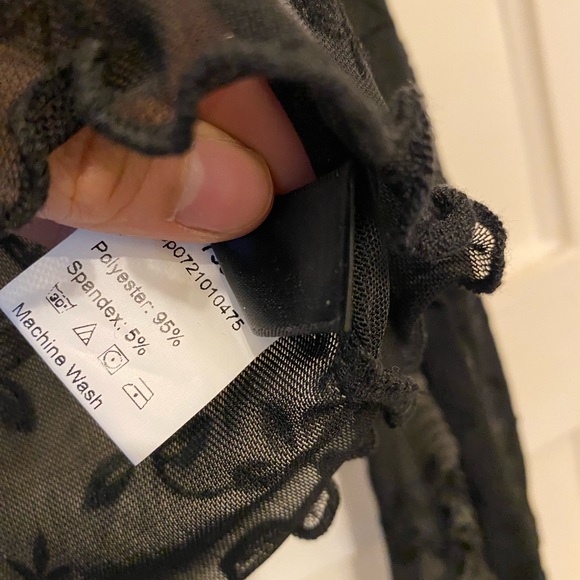 p0721010475
Polyester: 95%
Spandex: 5%
30
Machine Wash